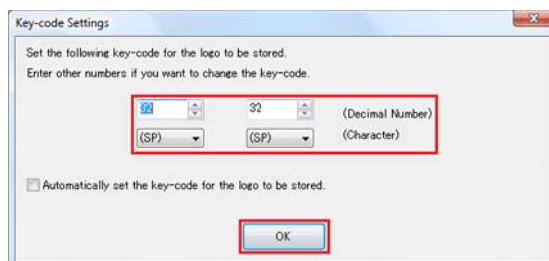 Key-code Settings
Set the following key-code for the logo to be stored.
Enter other numbers if you want to change the key-code.
32 32 (Decimal Number)
(SP) (SP) (Character)
Automatically set the key-code for the logo to be stored.
OK